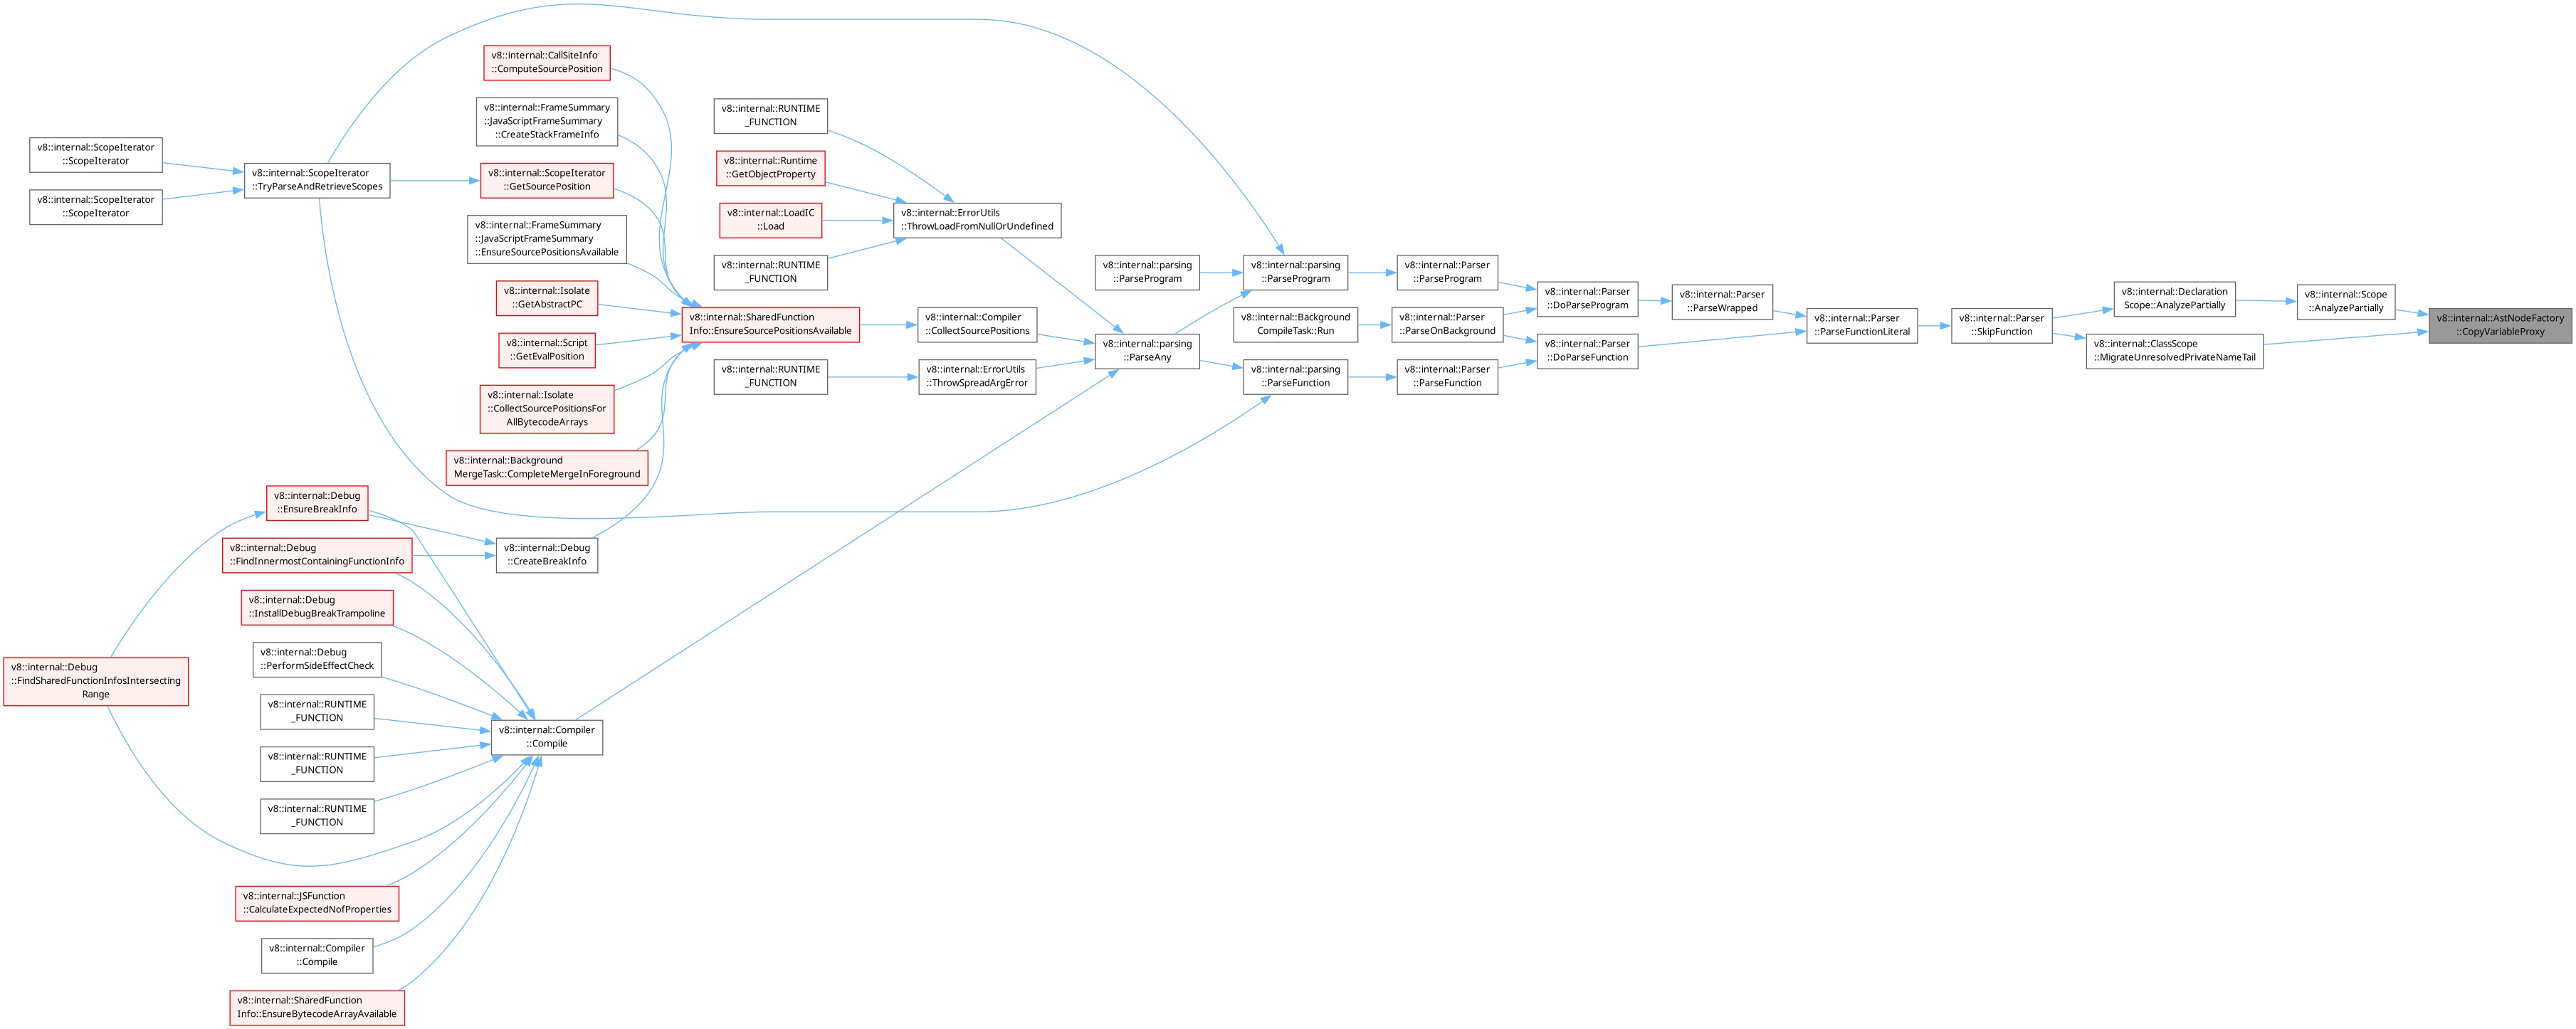 v8::internal::CallSiteInfo
::ComputeSourcePosition
v8::internal::FrameSummary
::JavaScriptFrameSummary
::CreateStackFrameInfo
v8::internal::ScopeIterator
::ScopeIterator
v8::internal::ScopeIterator
::ScopeIterator
v8::internal::ScopeIterator
::TryParseAndRetrieveScopes
v8::internal::ScopeIterator
::GetSourcePosition
v8::internal::FrameSummary
::JavaScriptFrameSummary
::EnsureSourcePositionsAvailable
v8::internal::Isolate
::GetAbstractPC
v8::internal::Script
::GetEvalPosition
v8::internal::Isolate
::CollectSourcePositionsFor
AllBytecodeArrays
v8::internal::Background
MergeTask::CompleteMergeInForeground
v8::internal::RUNTIME
_FUNCTION
v8::internal::Runtime
::GetObjectProperty
v8::internal::LoadIC
::Load
v8::internal::RUNTIME
_FUNCTION
v8::internal::SharedFunction
Info::EnsureSourcePositionsAvailable
v8::internal::RUNTIME
_FUNCTION
v8::internal::ErrorUtils
::ThrowLoadFromNullOrUndefined
v8::internal::Compiler
::CollectSourcePositions
v8::internal::ErrorUtils
::ThrowSpreadArgError
v8::internal::parsing
::ParseProgram
v8::internal::parsing
::ParseAny
v8::internal::parsing
::ParseProgram
v8::internal::Background
CompileTask::Run
v8::internal::parsing
::ParseFunction
v8::internal::Parser
::ParseProgram
v8::internal::Parser
::ParseOnBackground
v8::internal::Parser
::ParseFunction
v8::internal::Parser
::DoParseProgram
v8::internal::Parser
::DoParseFunction
v8::internal::Parser
::ParseWrapped
v8::internal::Parser
::ParseFunctionLiteral
v8::internal::Parser
::SkipFunction
v8::internal::Declaration
Scope::AnalyzePartially
v8::internal::ClassScope
::MigrateUnresolvedPrivateNameTail
v8::internal::Scope
::AnalyzePartially
v8::internal::AstNodeFactory
::CopyVariableProxy
v8::internal::Debug
::EnsureBreakInfo
v8::internal::Debug
::FindInnermostContainingFunctionInfo
v8::internal::Debug
::CreateBreakInfo
v8::internal::Debug
::InstallDebugBreakTrampoline
v8::internal::Debug
::PerformSideEffectCheck
v8::internal::Debug
::FindSharedFunctionInfosIntersecting
Range
v8::internal::RUNTIME
_FUNCTION
v8::internal::Compiler
::Compile
v8::internal::RUNTIME
_FUNCTION
v8::internal::RUNTIME
_FUNCTION
v8::internal::JSFunction
::CalculateExpectedNofProperties
v8::internal::Compiler
::Compile
v8::internal::SharedFunction
Info::EnsureBytecodeArrayAvailable